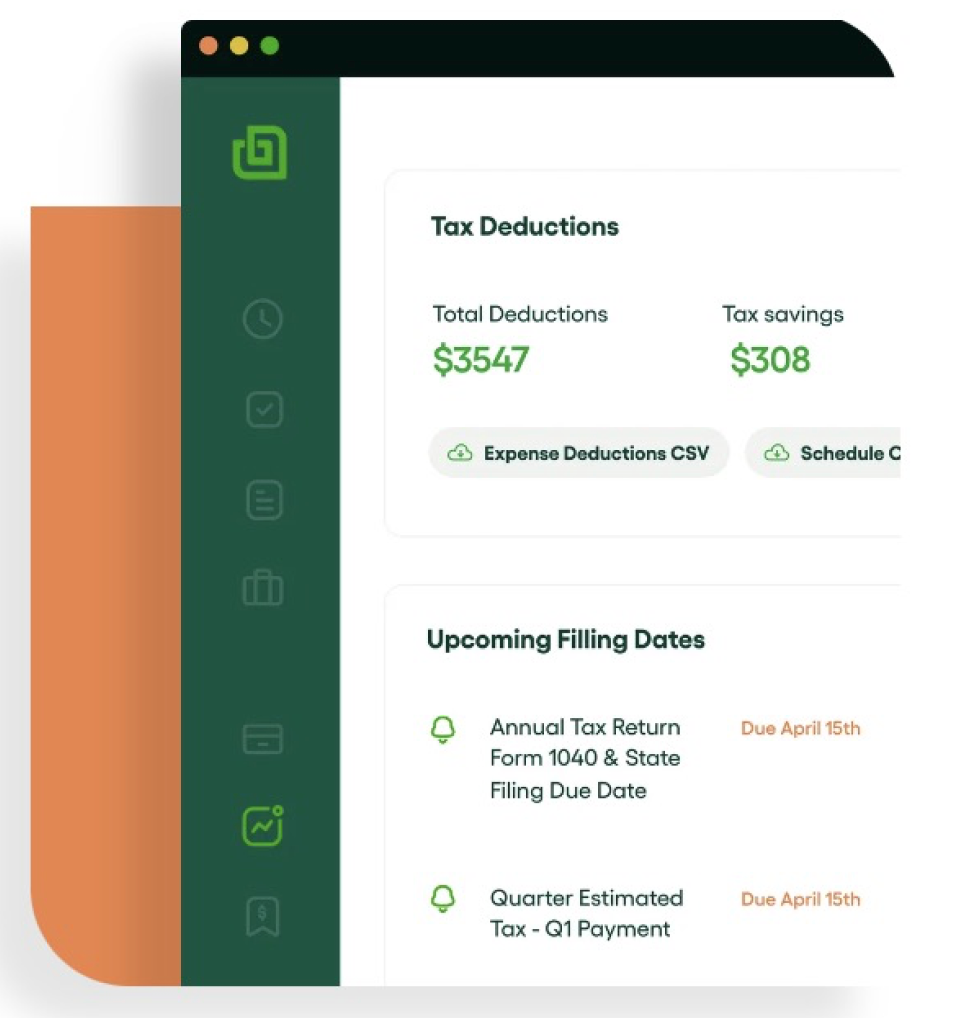 Tax Deductions
Total Deductions
Tax savings
$3547
$308
Expense Deductions CSV
Schedule C
Upcoming Filling Dates
Annual Tax Return
Form 1040 & State
Filing Due Date
Due April 15th
Quarter Estimated
Tax - Q1 Payment
Due April 15th